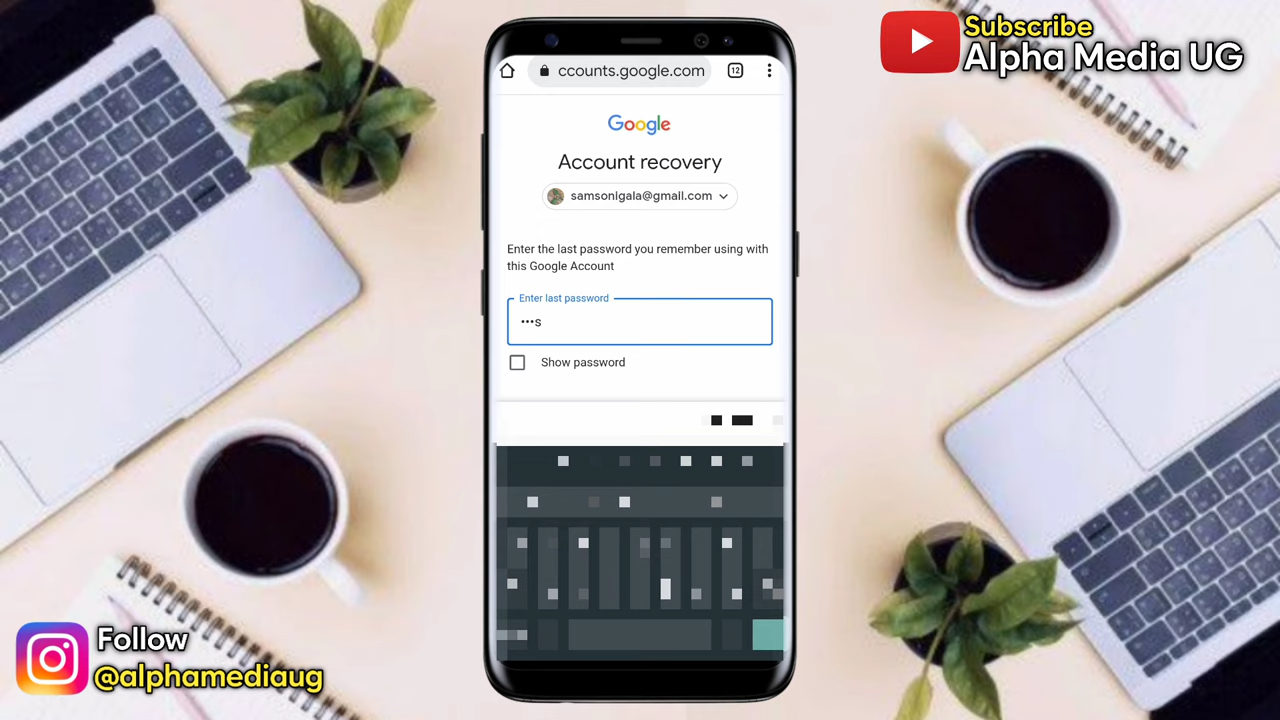 Subscribe
Alpha Media UG
ccounts.google.com
12
Google
Account recovery
samsonigala@gmail.com
Enter the last password you remember using with
this Google Account
Enter last password
•••s
Show password
Follow
@alphamediaug